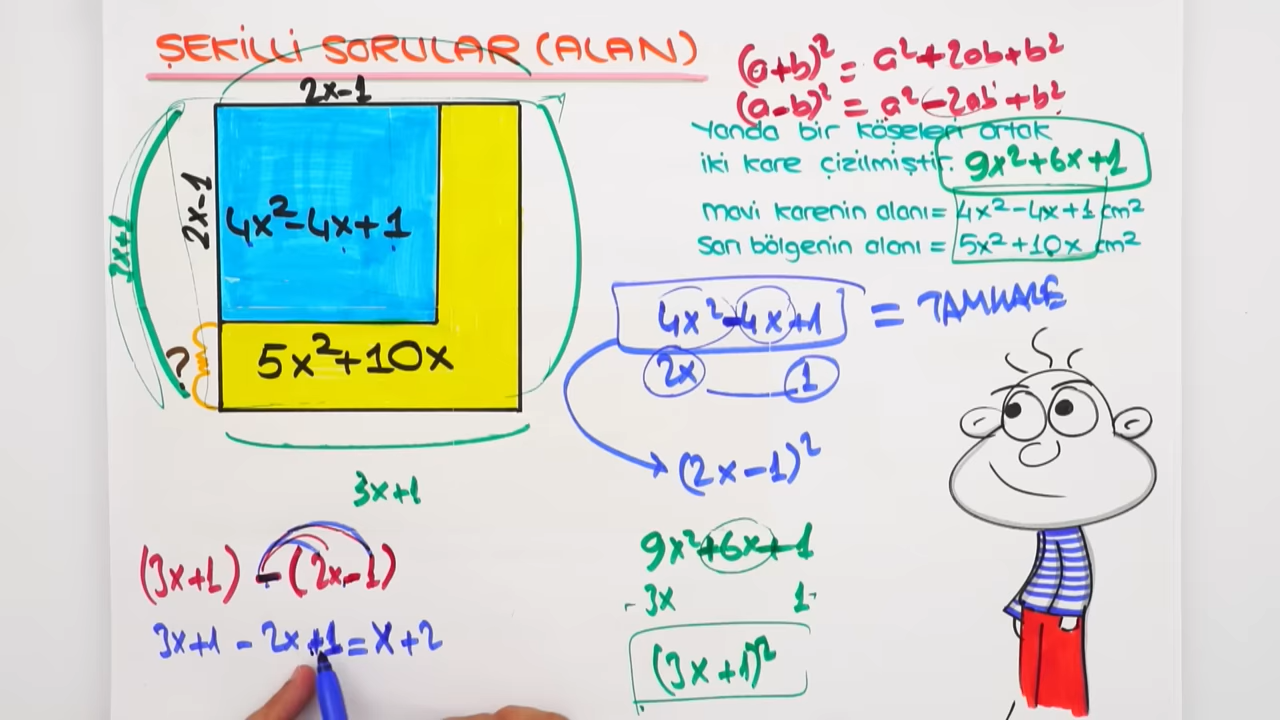 ŞEKİLLİ SORULAR (ALAN)
(a+b)² = a²+2ab+b²
(a-b)² = a²-2ab+b²
Yanda bir köşeleri ortak
iki kare çizilmiştir.
9x²+6x+1
mavi karenin alanı= 4x²-4x+1 cm²
Sarı bölgenin alanı = 5x²+10x cm²
2x-1
2x-1
3x+1
4x²-4x+1
?
5x²+10x
3x+1
4x²-4x+1 = TAMKARE
2x 1
(2x-1)²
9x²+6x+1
3x 1
(3x+1)²
(3x+1) - (2x-1)
3x+1 - 2x+1 = x+2